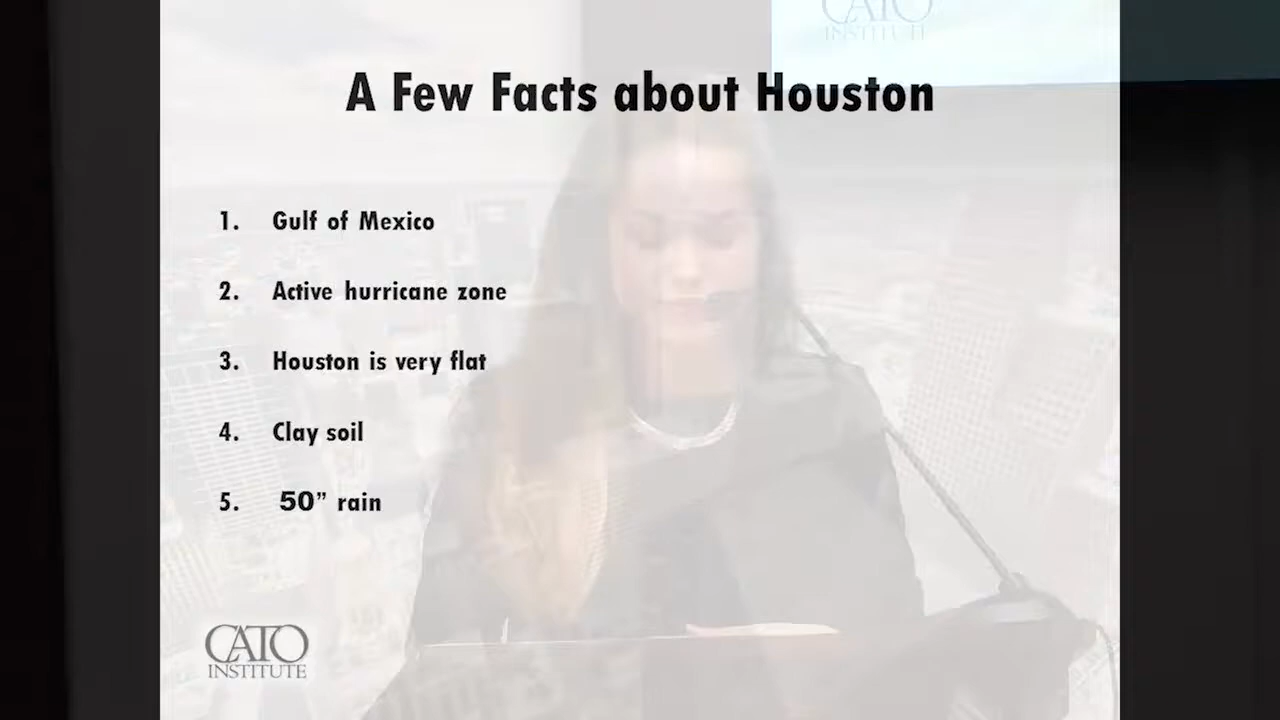 CATO
INSTITUTE
A Few Facts about Houston
1. Gulf of Mexico
2. Active hurricane zone
3. Houston is very flat
4. Clay soil
5. 50” rain
CATO
INSTITUTE